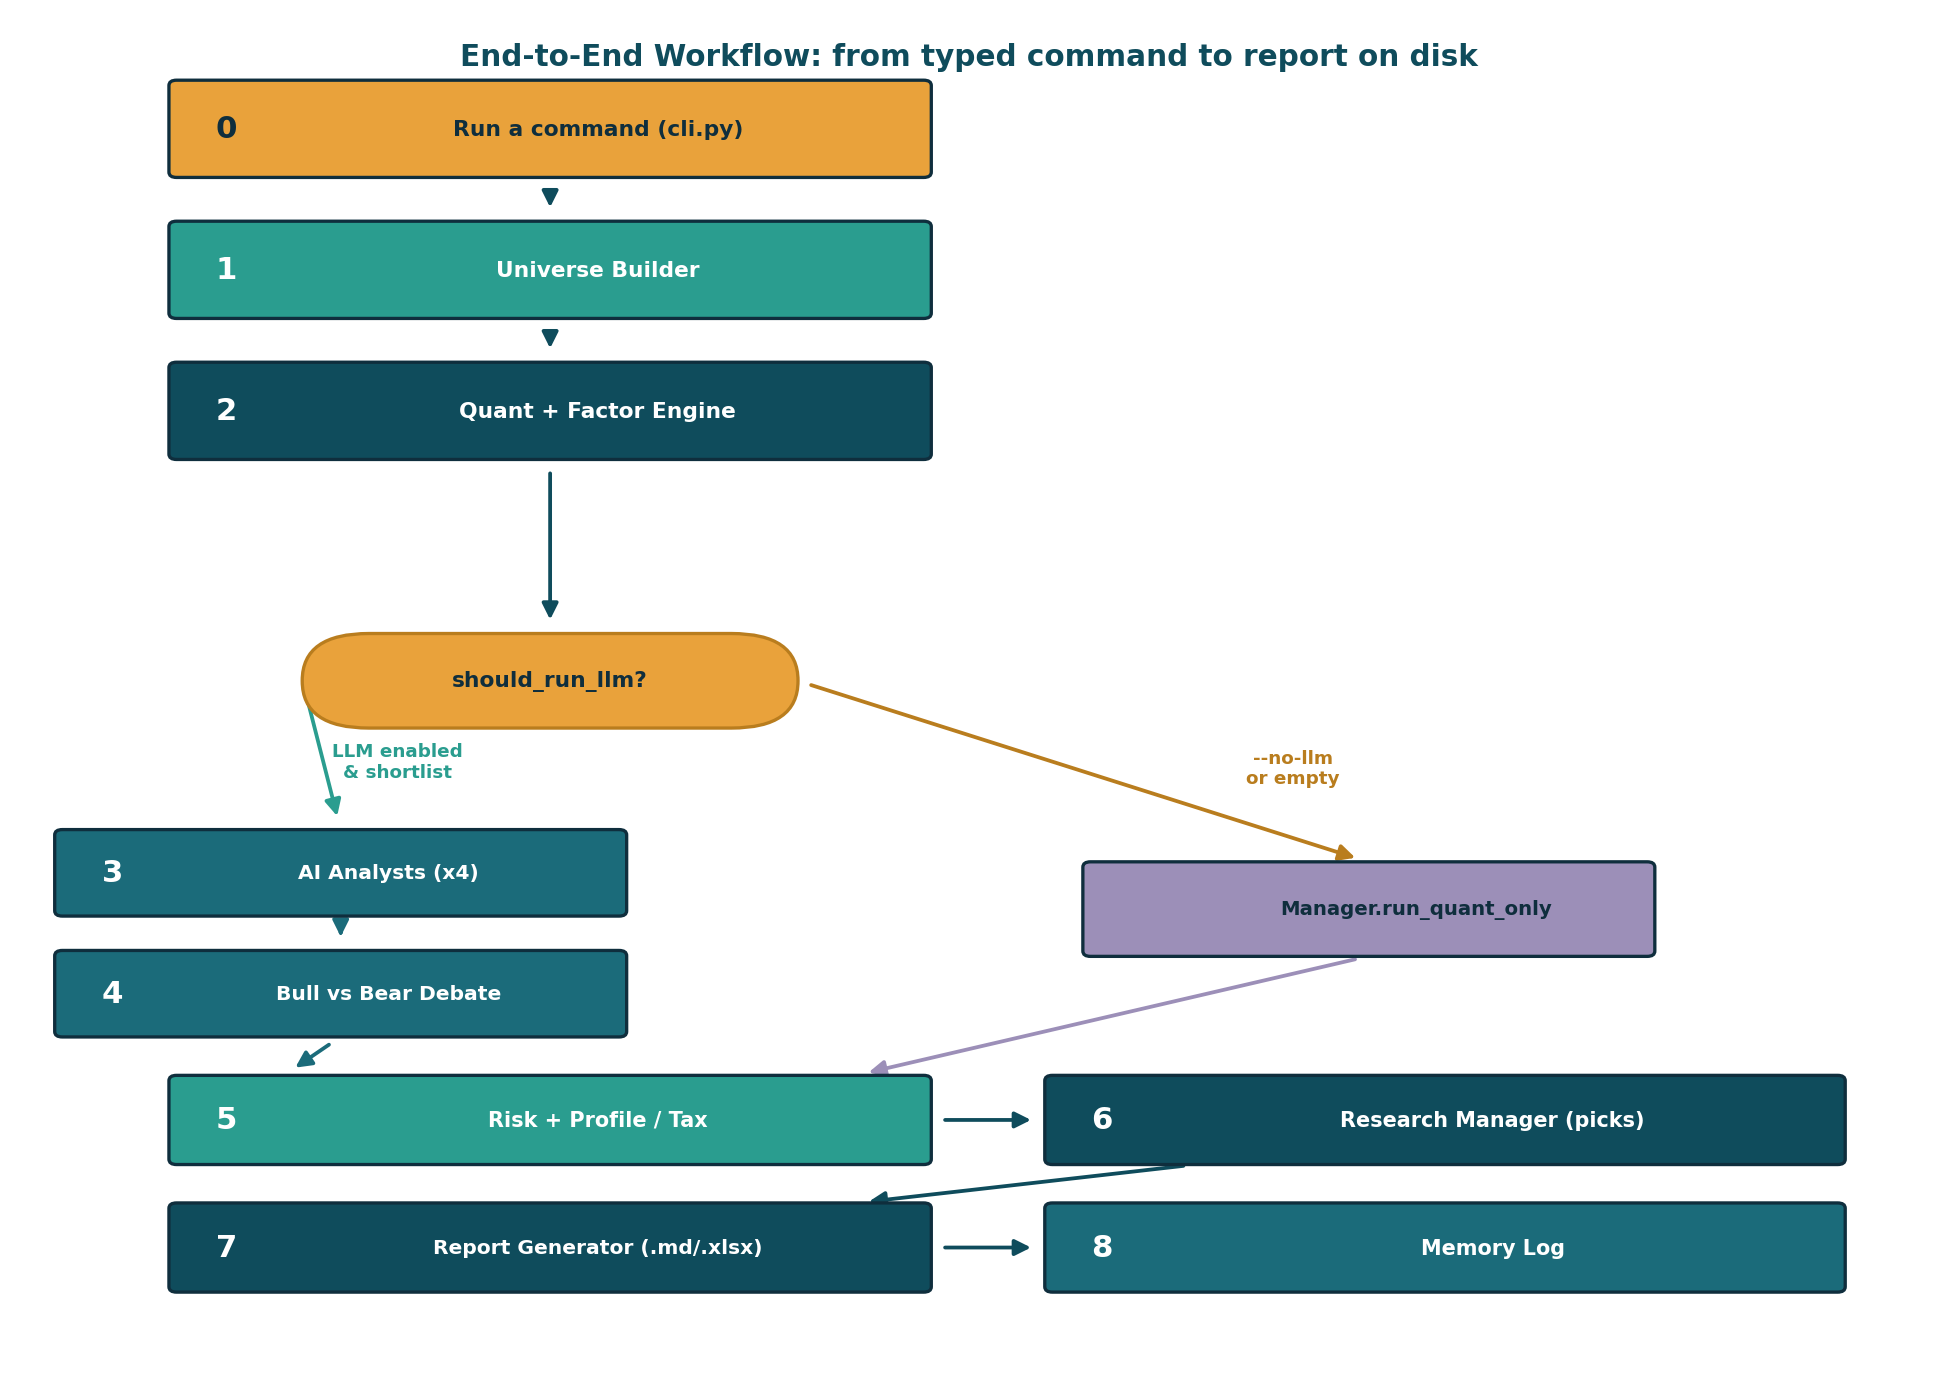 End-to-End Workflow: from typed command to report on disk
0 Run a command (cli.py)
1 Universe Builder
2 Quant + Factor Engine
should_run_llm?
LLM enabled
& shortlist
--no-llm
or empty
3 AI Analysts (x4)
Manager.run_quant_only
4 Bull vs Bear Debate
5 Risk + Profile / Tax
6 Research Manager (picks)
7 Report Generator (.md/.xlsx)
8 Memory Log